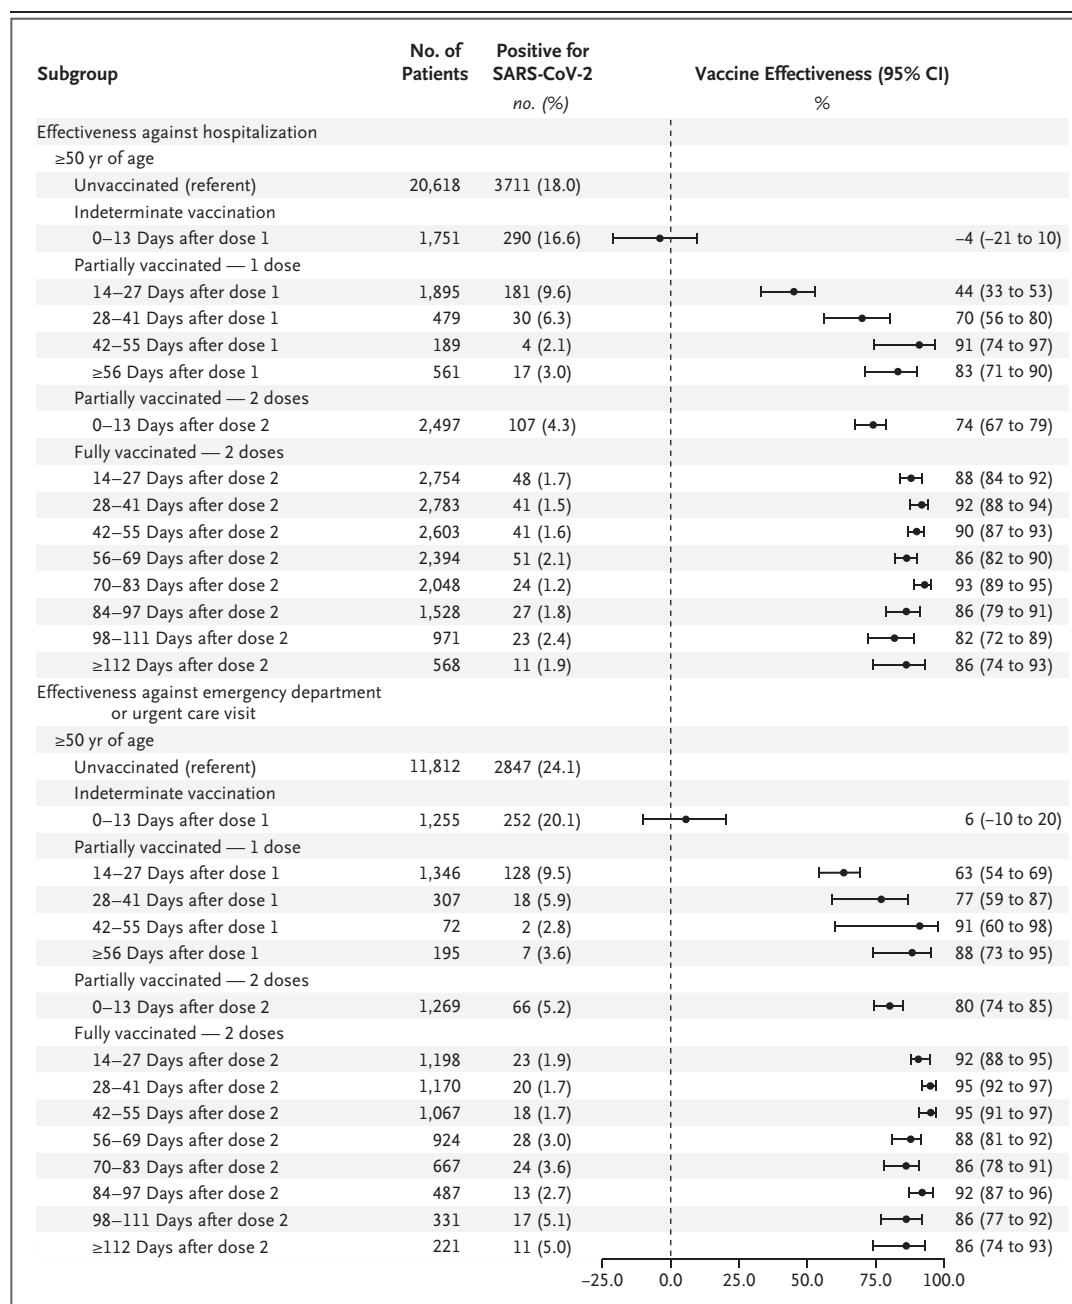 No. of Positive for
Subgroup Patients SARS-CoV-2 Vaccine Effectiveness (95% CI)
no. (%) %
Effectiveness against hospitalization
≥50 yr of age
Unvaccinated (referent) 20,618 3711 (18.0)
Indeterminate vaccination
0–13 Days after dose 1 1,751 290 (16.6) –4 (–21 to 10)
Partially vaccinated — 1 dose
14–27 Days after dose 1 1,895 181 (9.6) 44 (33 to 53)
28–41 Days after dose 1 479 30 (6.3) 70 (56 to 80)
42–55 Days after dose 1 189 4 (2.1) 91 (74 to 97)
≥56 Days after dose 1 561 17 (3.0) 83 (71 to 90)
Partially vaccinated — 2 doses
0–13 Days after dose 2 2,497 107 (4.3) 74 (67 to 79)
Fully vaccinated — 2 doses
14–27 Days after dose 2 2,754 48 (1.7) 88 (84 to 92)
28–41 Days after dose 2 2,783 41 (1.5) 92 (88 to 94)
42–55 Days after dose 2 2,603 41 (1.6) 90 (87 to 93)
56–69 Days after dose 2 2,394 51 (2.1) 86 (82 to 90)
70–83 Days after dose 2 2,048 24 (1.2) 93 (89 to 95)
84–97 Days after dose 2 1,528 27 (1.8) 86 (79 to 91)
98–111 Days after dose 2 971 23 (2.4) 82 (72 to 89)
≥112 Days after dose 2 568 11 (1.9) 86 (74 to 93)
Effectiveness against emergency department
or urgent care visit
≥50 yr of age
Unvaccinated (referent) 11,812 2847 (24.1)
Indeterminate vaccination
0–13 Days after dose 1 1,255 252 (20.1) 6 (–10 to 20)
Partially vaccinated — 1 dose
14–27 Days after dose 1 1,346 128 (9.5) 63 (54 to 69)
28–41 Days after dose 1 307 18 (5.9) 77 (59 to 87)
42–55 Days after dose 1 72 2 (2.8) 91 (60 to 98)
≥56 Days after dose 1 195 7 (3.6) 88 (73 to 95)
Partially vaccinated — 2 doses
0–13 Days after dose 2 1,269 66 (5.2) 80 (74 to 85)
Fully vaccinated — 2 doses
14–27 Days after dose 2 1,198 23 (1.9) 92 (88 to 95)
28–41 Days after dose 2 1,170 20 (1.7) 95 (92 to 97)
42–55 Days after dose 2 1,067 18 (1.7) 95 (91 to 97)
56–69 Days after dose 2 924 28 (3.0) 88 (81 to 92)
70–83 Days after dose 2 667 24 (3.6) 86 (78 to 91)
84–97 Days after dose 2 487 13 (2.7) 92 (87 to 96)
98–111 Days after dose 2 331 17 (5.1) 86 (77 to 92)
≥112 Days after dose 2 221 11 (5.0) 86 (74 to 93)
–25.0 0.0 25.0 50.0 75.0 100.0